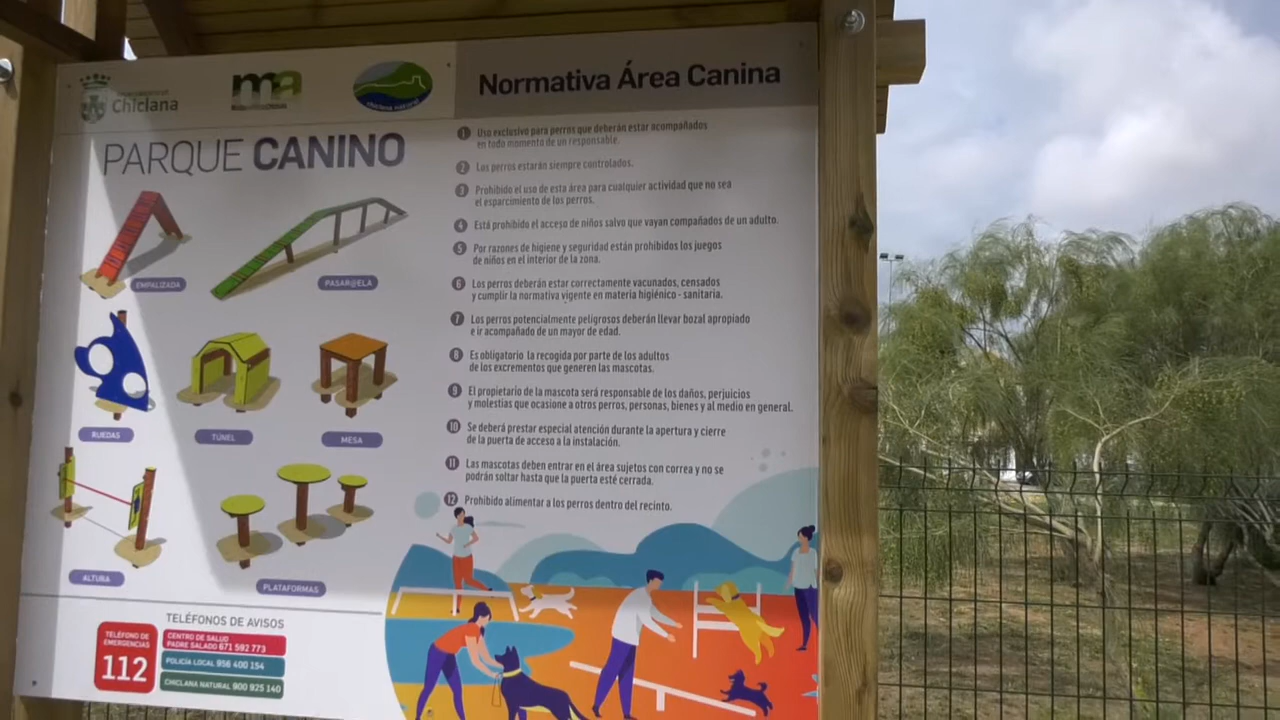 Chiclana
ma
chiclana natural
Normativa Área Canina
PARQUE CANINO
EMPALIZADA
PASAR@ELA
RUEDAS
TÚNEL
MESA
ALTURA
PLATAFORMAS
1 Uso exclusivo para perros que deberán estar acompañados
en todo momento de un responsable.
2 Los perros estarán siempre controlados.
3 Prohibido el uso de esta área para cualquier actividad que no sea
el esparcimiento de los perros.
4 Está prohibido el acceso de niños salvo que vayan compañados de un adulto.
5 Por razones de higiene y seguridad están prohibidos los juegos
de niños en el interior de la zona.
6 Los perros deberán estar correctamente vacunados, censados
y cumplir la normativa vigente en materia higiénico - sanitaria.
7 Los perros potencialmente peligrosos deberán llevar bozal apropiado
e ir acompañado de un mayor de edad.
8 Es obligatorio la recogida por parte de los adultos
de los excrementos que generen las mascotas.
9 El propietario de la mascota será responsable de los daños, perjuicios
y molestias que ocasione a otros perros, personas, bienes y al medio en general.
10 Se deberá prestar especial atención durante la apertura y cierre
de la puerta de acceso a la instalación.
11 Las mascotas deben entrar en el área sujetos con correa y no se
podrán soltar hasta que la puerta esté cerrada.
12 Prohibido alimentar a los perros dentro del recinto.
TELÉFONOS DE AVISOS
TELÉFONO DE
EMERGENCIAS
112
CENTRO DE SALUD
PADRE SALADO 671 592 773
POLICÍA LOCAL 956 400 154
CHICLANA NATURAL 900 925 140